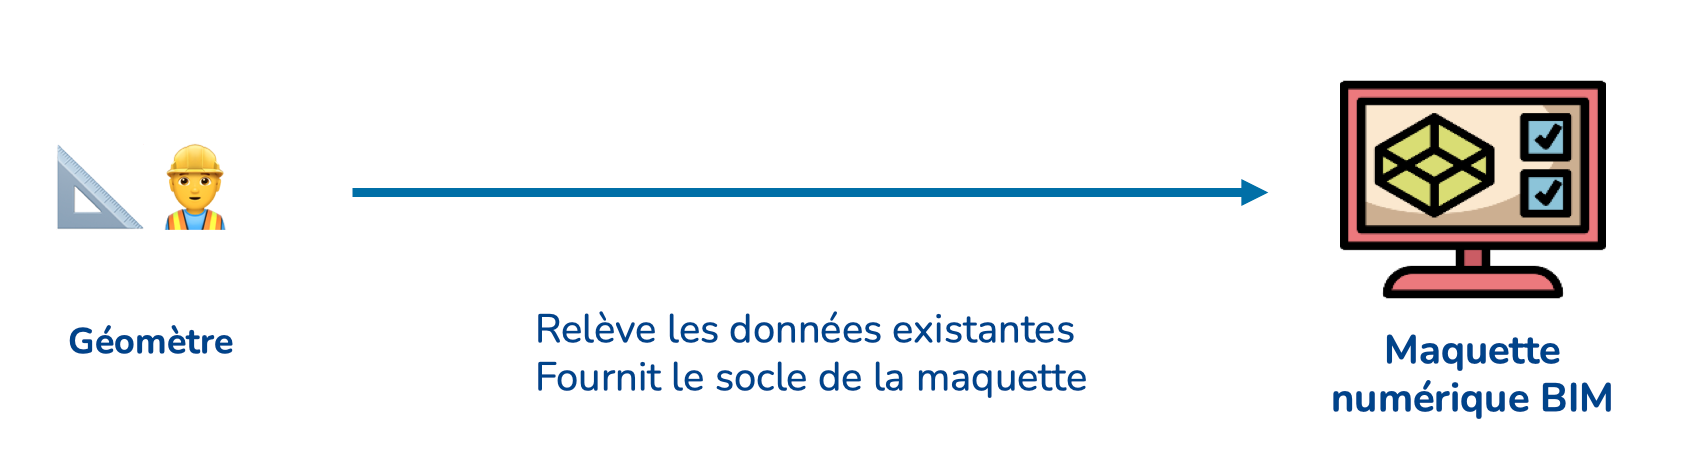 Géomètre
Relève les données existantes
Fournit le socle de la maquette
Maquette
numérique BIM